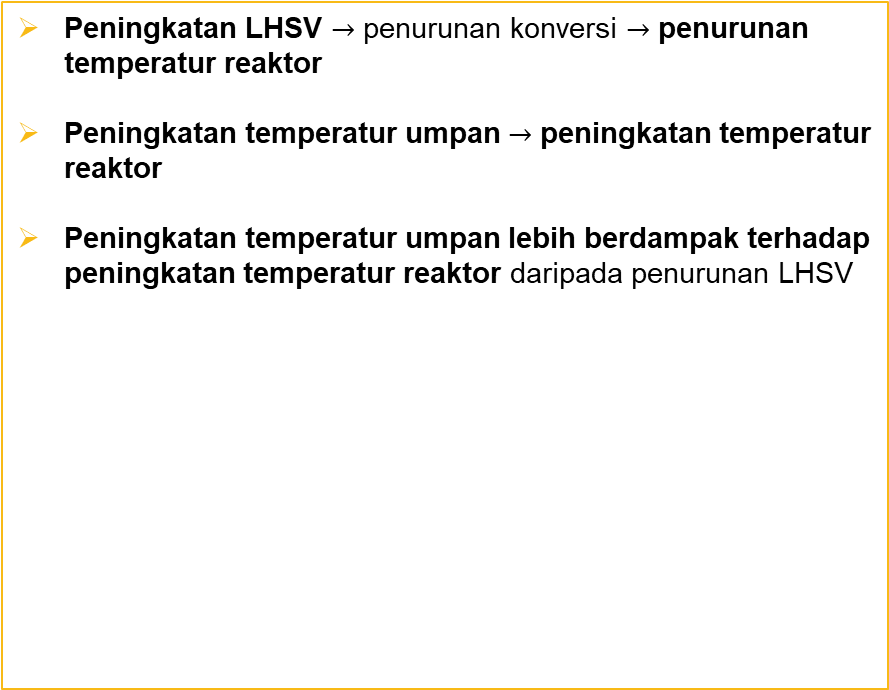 ➢ Peningkatan LHSV → penurunan konversi → penurunan
temperatur reaktor
➢ Peningkatan temperatur umpan → peningkatan temperatur
reaktor
➢ Peningkatan temperatur umpan lebih berdampak terhadap
peningkatan temperatur reaktor daripada penurunan LHSV